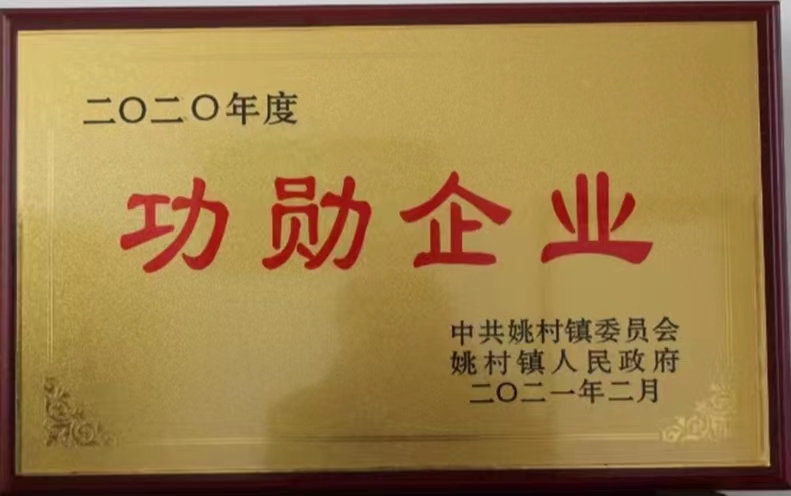 二〇二〇年度
功勋企业
中共姚村镇委员会
姚村镇人民政府
二〇二一年二月